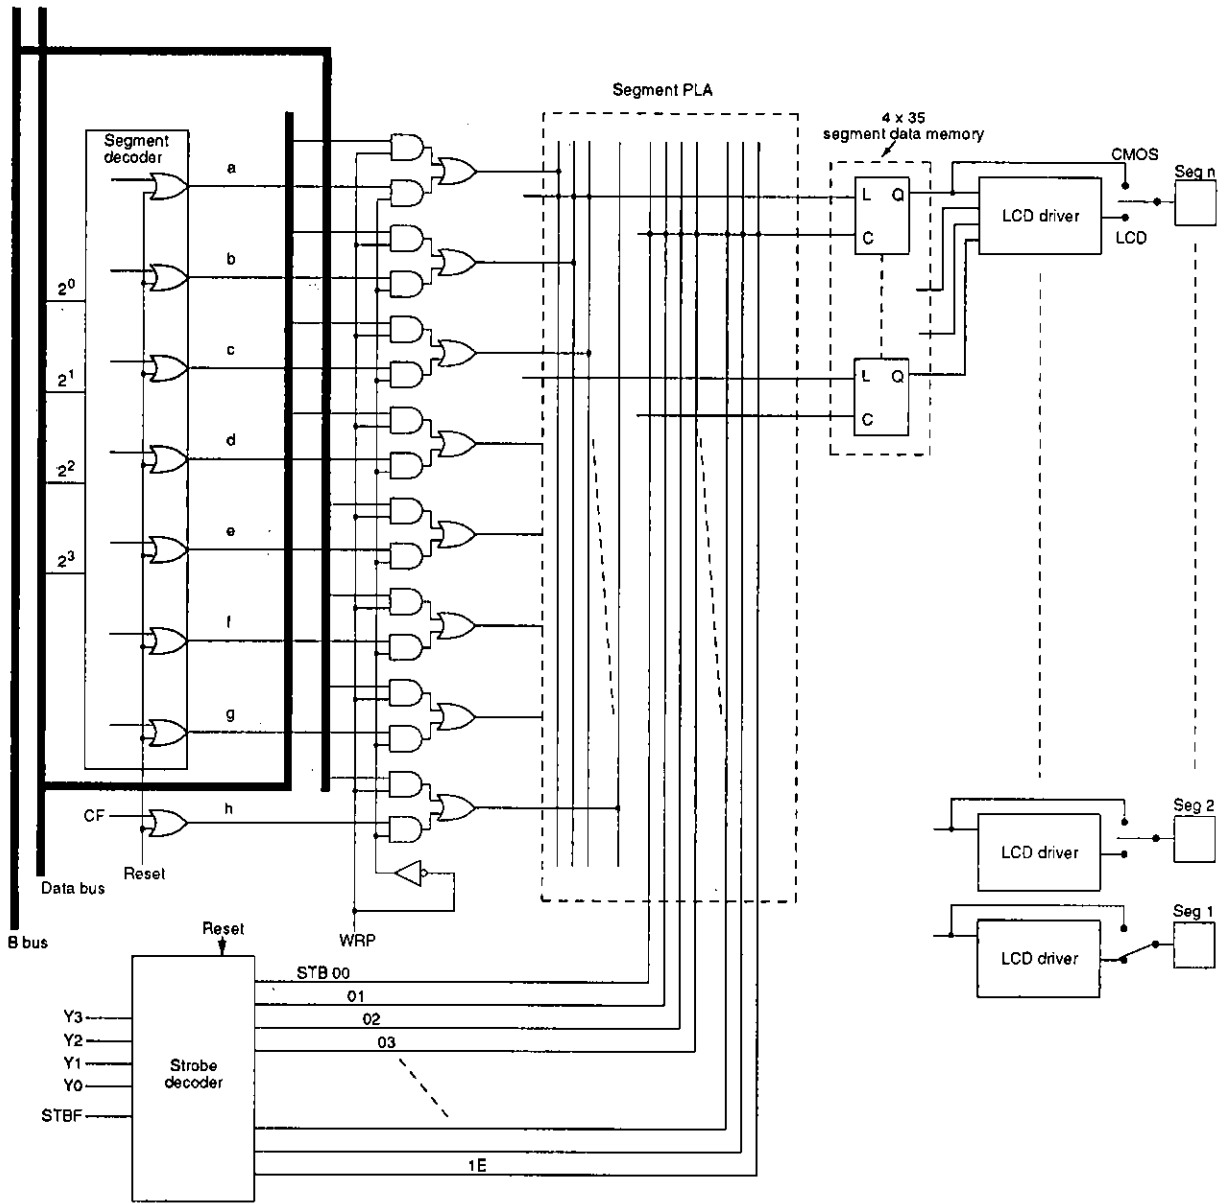 Segment PLA
4 x 35
segment data memory
Segment
decoder
a
b
c
d
e
f
g
h
2⁰
2¹
2²
2³
CF
Reset
Data bus
B bus
WRP
L Q
C
L Q
C
LCD driver
CMOS
LCD
Seg n
LCD driver
Seg 2
LCD driver
Seg 1
Reset
Strobe
decoder
Y3
Y2
Y1
Y0
STBF
STB 00
01
02
03
1E